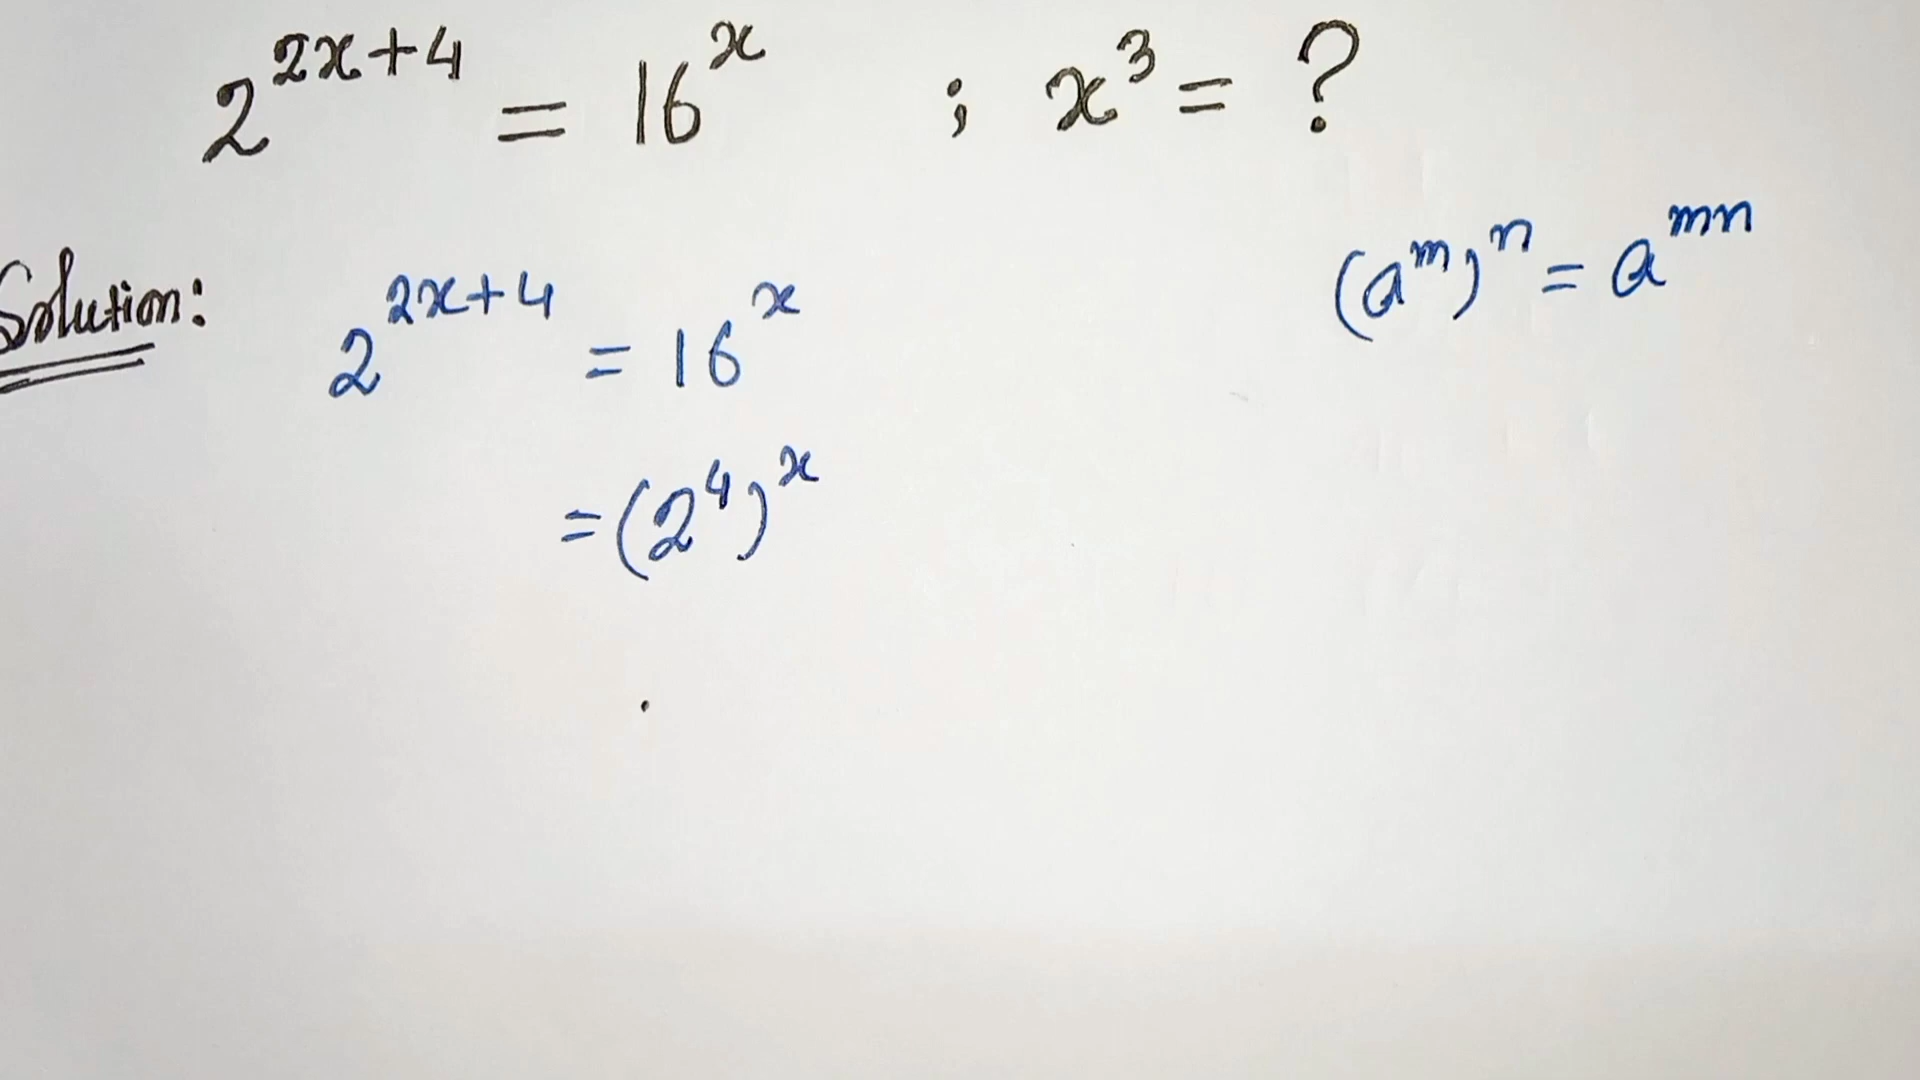 2^{2x+4} = 16^x ; x^3 = ?
(a^m)^n = a^{mn}
Solution: 2^{2x+4} = 16^x
= (2^4)^x